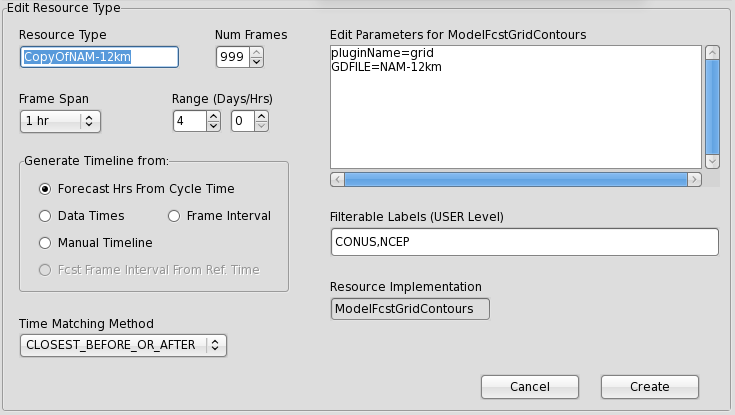 Edit Resource Type
Resource Type
CopyOfNAM-12km
Num Frames
999
Frame Span
1 hr
Range (Days/Hrs)
4
0
Generate Timeline from:
Forecast Hrs From Cycle Time
Data Times
Frame Interval
Manual Timeline
Fcst Frame Interval From Ref. Time
Time Matching Method
CLOSEST_BEFORE_OR_AFTER
Edit Parameters for ModelFcstGridContours
pluginName=grid
GDFILE=NAM-12km
Filterable Labels (USER Level)
CONUS,NCEP
Resource Implementation
ModelFcstGridContours
Cancel
Create